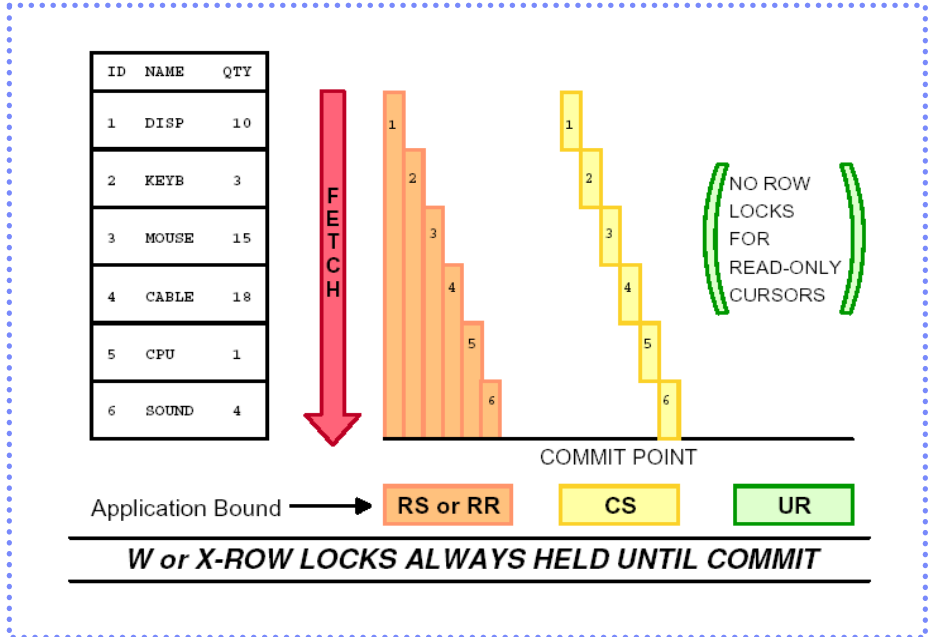 ID NAME QTY
1 DISP 10
2 KEYB 3
3 MOUSE 15
4 CABLE 18
5 CPU 1
6 SOUND 4
FETCH
1
2
3
4
5
6
1
2
3
4
5
6
NO ROW
LOCKS
FOR
READ-ONLY
CURSORS
COMMIT POINT
Application Bound
RS or RR
CS
UR
W or X-ROW LOCKS ALWAYS HELD UNTIL COMMIT